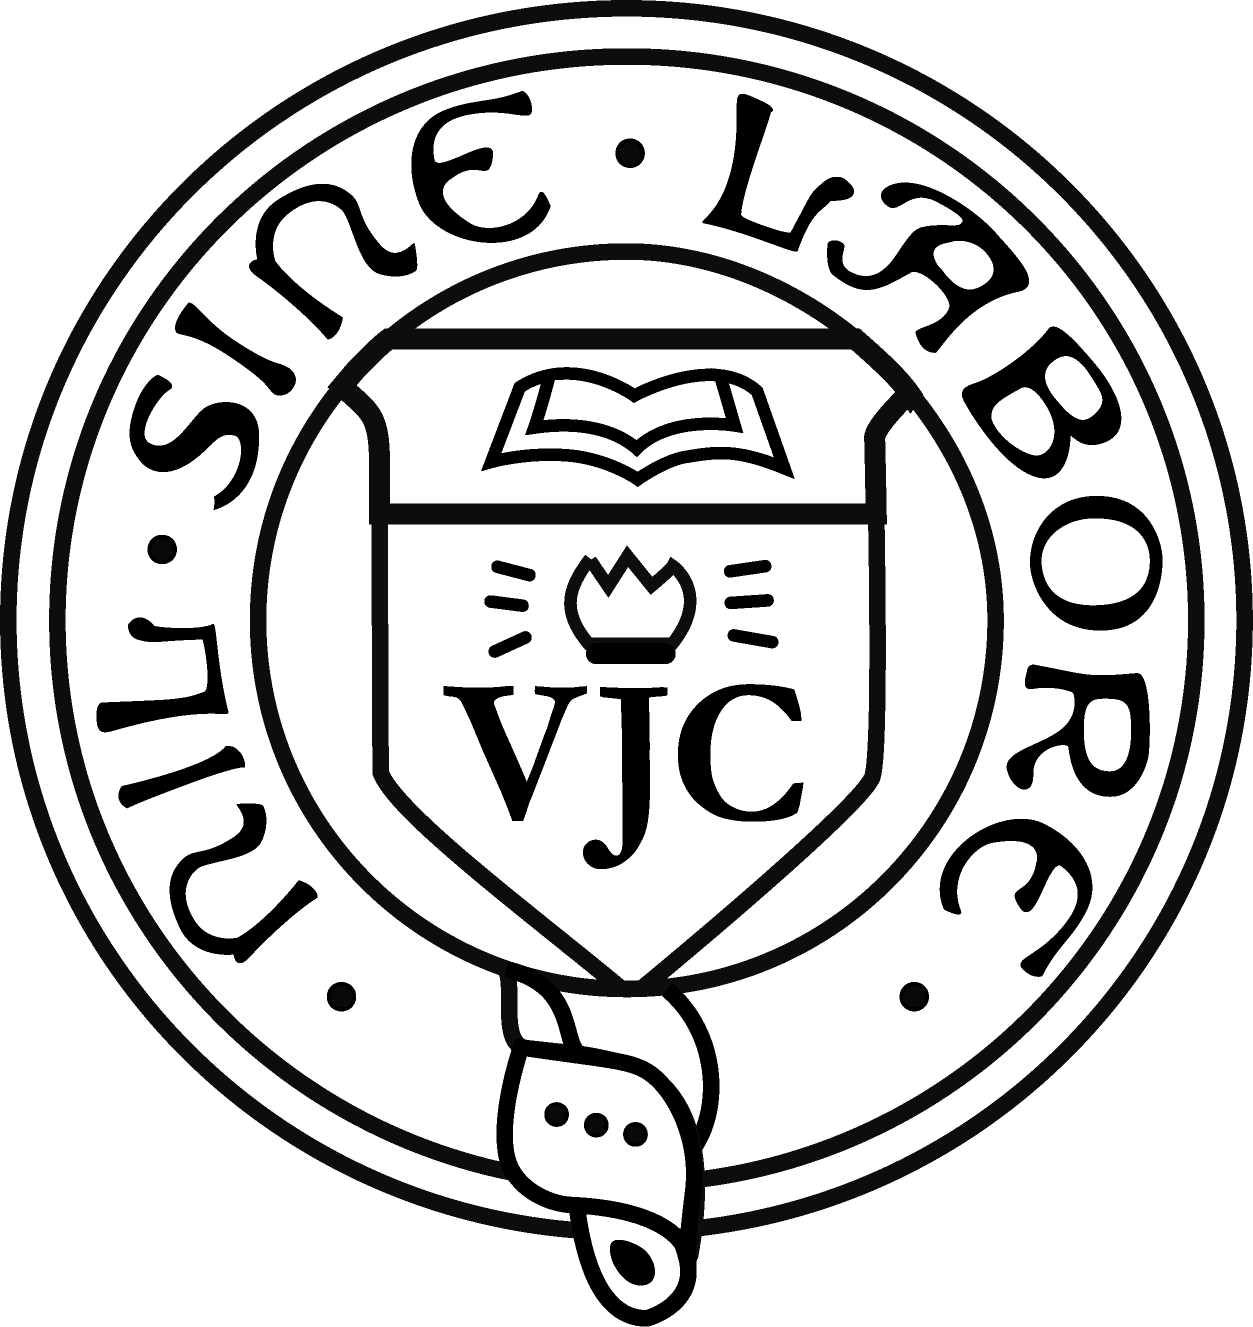 NIL · SINE · LABORE
VJC